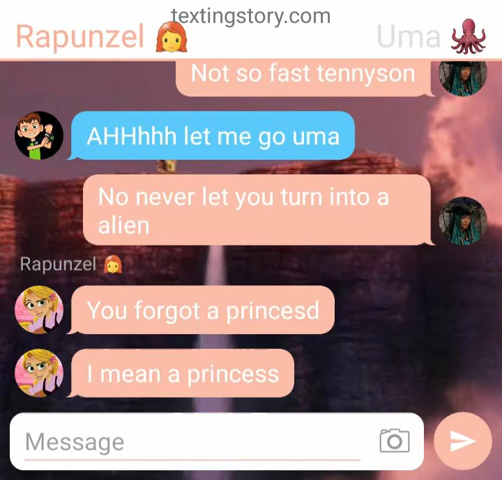 textingstory.com
Rapunzel 👩‍🦰 Uma 🐙
Not so fast tennyson
AHHhhh let me go uma
No never let you turn into a
alien
Rapunzel 👩‍🦰
You forgot a princesd
I mean a princess
Message